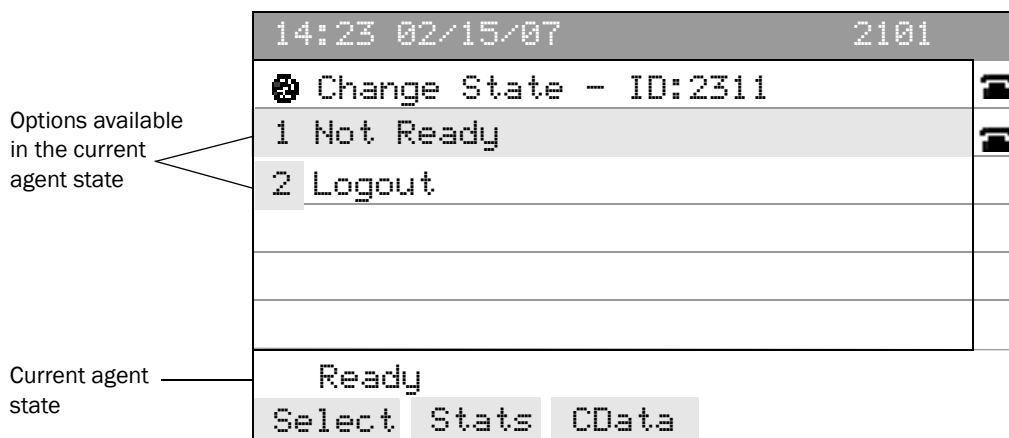 14:23 02/15/07 2101
Change State - ID:2311
Options available
in the current
agent state
1 Not Ready
2 Logout
Current agent
state
Ready
Select Stats CData